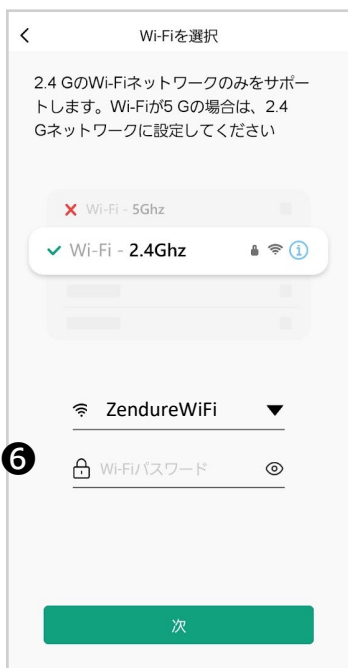 Wi-Fiを選択
2.4 GのWi-Fiネットワークのみをサポー
トします。Wi-Fiが5 Gの場合は、2.4
Gネットワークに設定してください
Wi-Fi - 5Ghz
Wi-Fi - 2.4Ghz
ZendureWiFi
❻
Wi-Fiパスワード
次